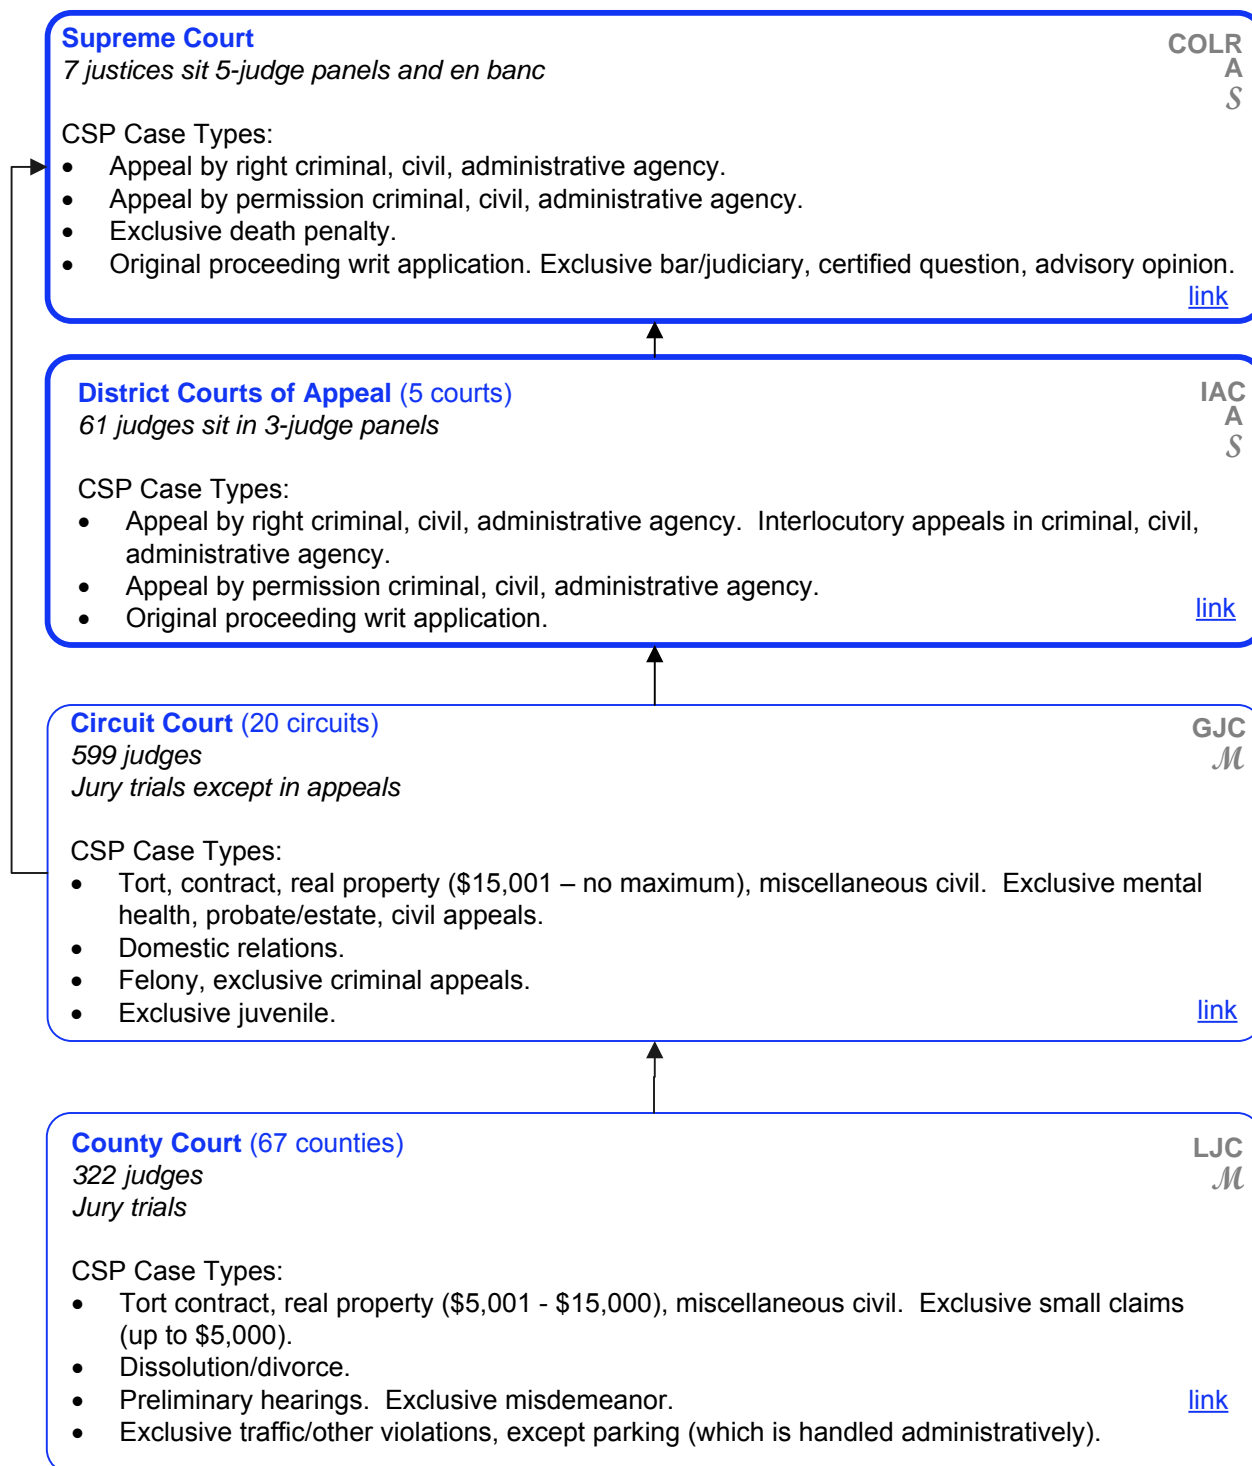 Supreme Court
COLR
7 justices sit 5-judge panels and en banc
A
S
CSP Case Types:
• Appeal by right criminal, civil, administrative agency.
• Appeal by permission criminal, civil, administrative agency.
• Exclusive death penalty.
• Original proceeding writ application. Exclusive bar/judiciary, certified question, advisory opinion.
link
District Courts of Appeal (5 courts)
IAC
61 judges sit in 3-judge panels
A
S
CSP Case Types:
• Appeal by right criminal, civil, administrative agency.  Interlocutory appeals in criminal, civil,
administrative agency.
• Appeal by permission criminal, civil, administrative agency.
• Original proceeding writ application.
link
Circuit Court (20 circuits)
GJC
599 judges
M
Jury trials except in appeals
CSP Case Types:
• Tort, contract, real property ($15,001 – no maximum), miscellaneous civil.  Exclusive mental
health, probate/estate, civil appeals.
• Domestic relations.
• Felony, exclusive criminal appeals.
• Exclusive juvenile.
link
County Court (67 counties)
LJC
322 judges
M
Jury trials
CSP Case Types:
• Tort contract, real property ($5,001 - $15,000), miscellaneous civil.  Exclusive small claims
(up to $5,000).
• Dissolution/divorce.
• Preliminary hearings.  Exclusive misdemeanor.
link
• Exclusive traffic/other violations, except parking (which is handled administratively).